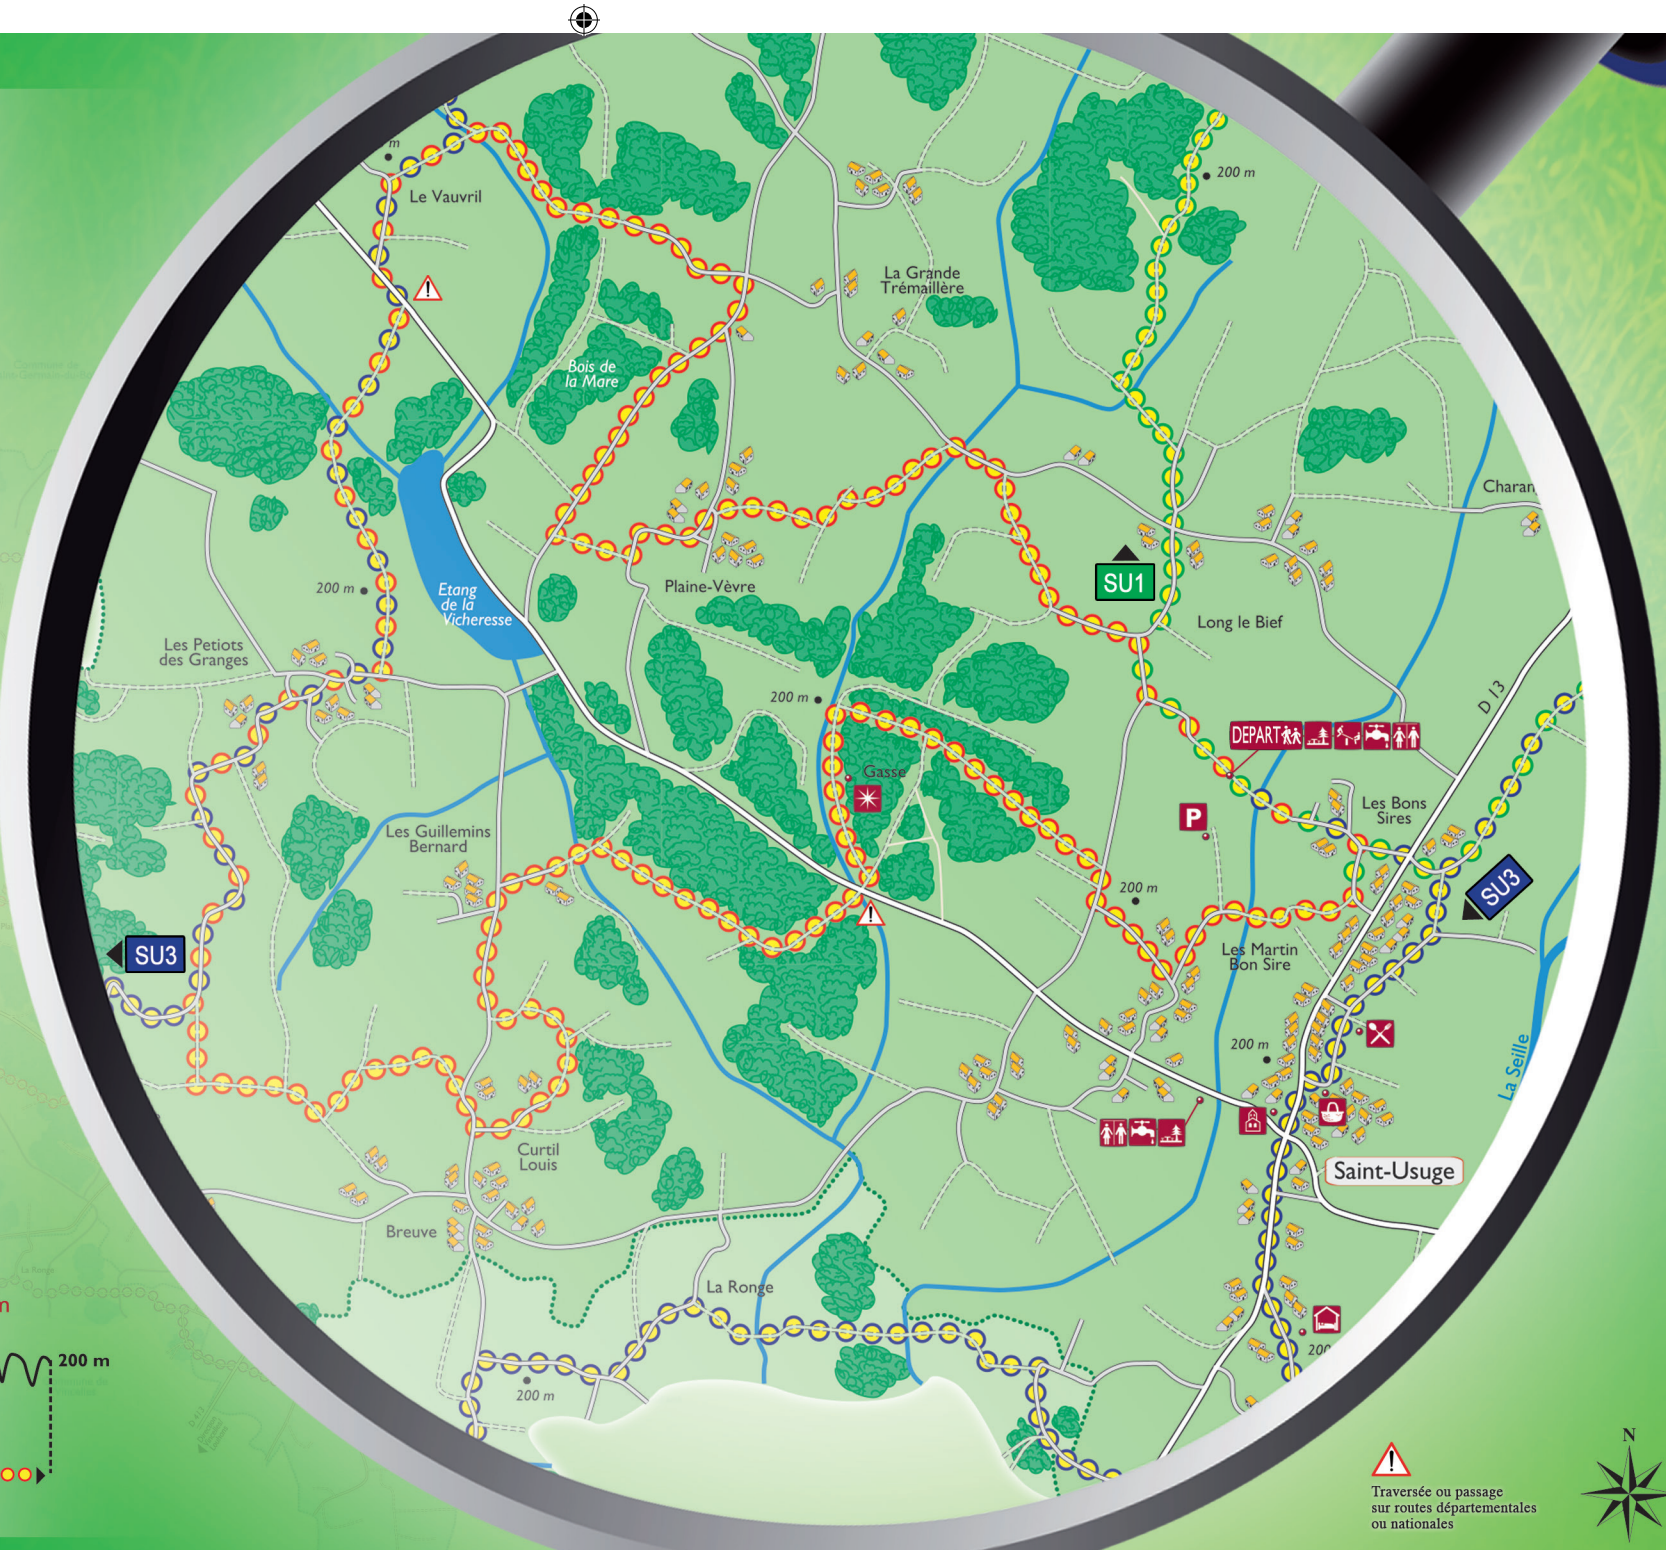 m
Le Vauvril
200 m
La Grande
Trémaillère
Bois de
la Mare
Charan
Etang
de la
Vicheresse
200 m
Plaine-Vèvre
SU1
Long le Bief
Les Petiots
des Granges
200 m
D 13
DEPART
Gasse
Les Bons
Sires
P
Les Guillemins
Bernard
200 m
SU3
Les Martin
Bon Sire
SU3
200 m
La Seille
Curtil
Louis
Saint-Usuge
Breuve
La Ronge
200
200 m
200 m
m
N
Traversée ou passage
sur routes départementales
ou nationales